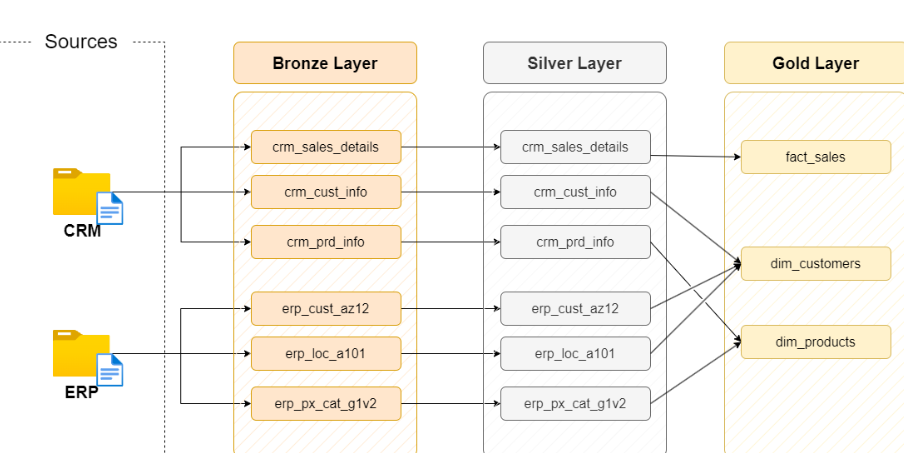 Sources
Bronze Layer
Silver Layer
Gold Layer
CRM
ERP
crm_sales_details
crm_cust_info
crm_prd_info
erp_cust_az12
erp_loc_a101
erp_px_cat_g1v2
crm_sales_details
crm_cust_info
crm_prd_info
erp_cust_az12
erp_loc_a101
erp_px_cat_g1v2
fact_sales
dim_customers
dim_products